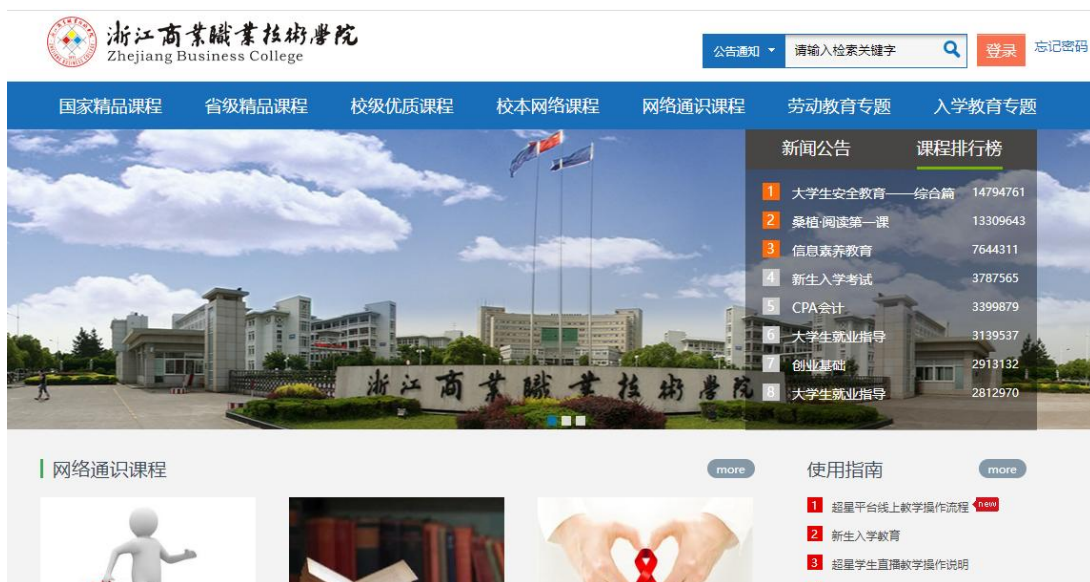 浙江商業職業技術學院
Zhejiang Business College
公告通知
请输入检索关键字
登录
忘记密码
国家精品课程
省级精品课程
校级优质课程
校本网络课程
网络通识课程
劳动教育专题
入学教育专题
新闻公告
课程排行榜
1 大学生安全教育——综合篇 14794761
2 桑植·阅读第一课 13309643
3 信息素养教育 7644311
4 新生入学考试 3787565
5 CPA会计 3399879
6 大学生就业指导 3139537
7 创业基础 2913132
8 大学生就业指导 2812970
浙江商業職業技術學院
网络通识课程
more
使用指南
more
1 超星平台线上教学操作流程 new
2 新生入学教育
3 超星学生直播教学操作说明